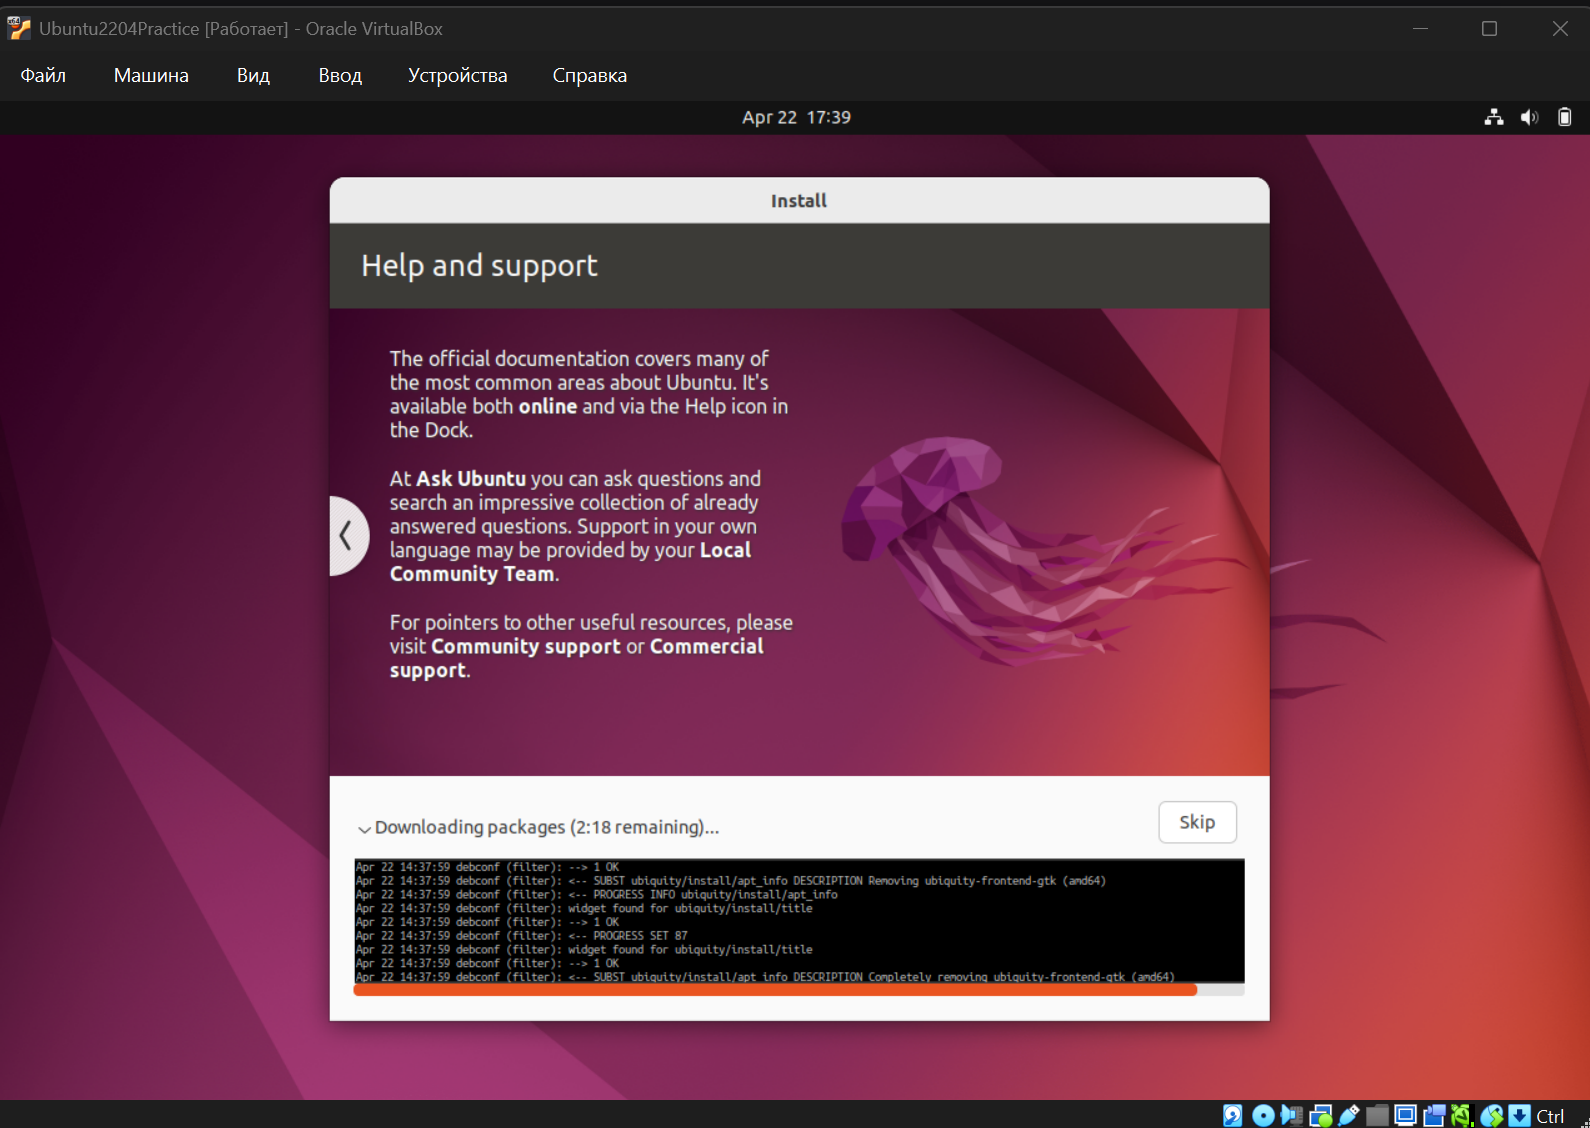 Ubuntu2204Practice [Работает] - Oracle VirtualBox
Файл Машина Вид Ввод Устройства Справка
Apr 22 17:39
Install
Help and support
The official documentation covers many of
the most common areas about Ubuntu. It's
available both online and via the Help icon in
the Dock.
At Ask Ubuntu you can ask questions and
search an impressive collection of already
answered questions. Support in your own
language may be provided by your Local
Community Team.
For pointers to other useful resources, please
visit Community support or Commercial
support.
Downloading packages (2:18 remaining)...
Skip
Apr 22 14:37:59 debconf (filter): --> 1 OK
Apr 22 14:37:59 debconf (filter): <-- SUBST ubiquity/install/apt_info DESCRIPTION Removing ubiquity-frontend-gtk (amd64)
Apr 22 14:37:59 debconf (filter): <-- PROGRESS INFO ubiquity/install/apt_info
Apr 22 14:37:59 debconf (filter): widget found for ubiquity/install/title
Apr 22 14:37:59 debconf (filter): --> 1 OK
Apr 22 14:37:59 debconf (filter): <-- PROGRESS SET 87
Apr 22 14:37:59 debconf (filter): widget found for ubiquity/install/title
Apr 22 14:37:59 debconf (filter): --> 1 OK
Apr 22 14:37:59 debconf (filter): <-- SUBST ubiquity/install/apt_info DESCRIPTION Completely removing ubiquity-frontend-gtk (amd64)
Ctrl